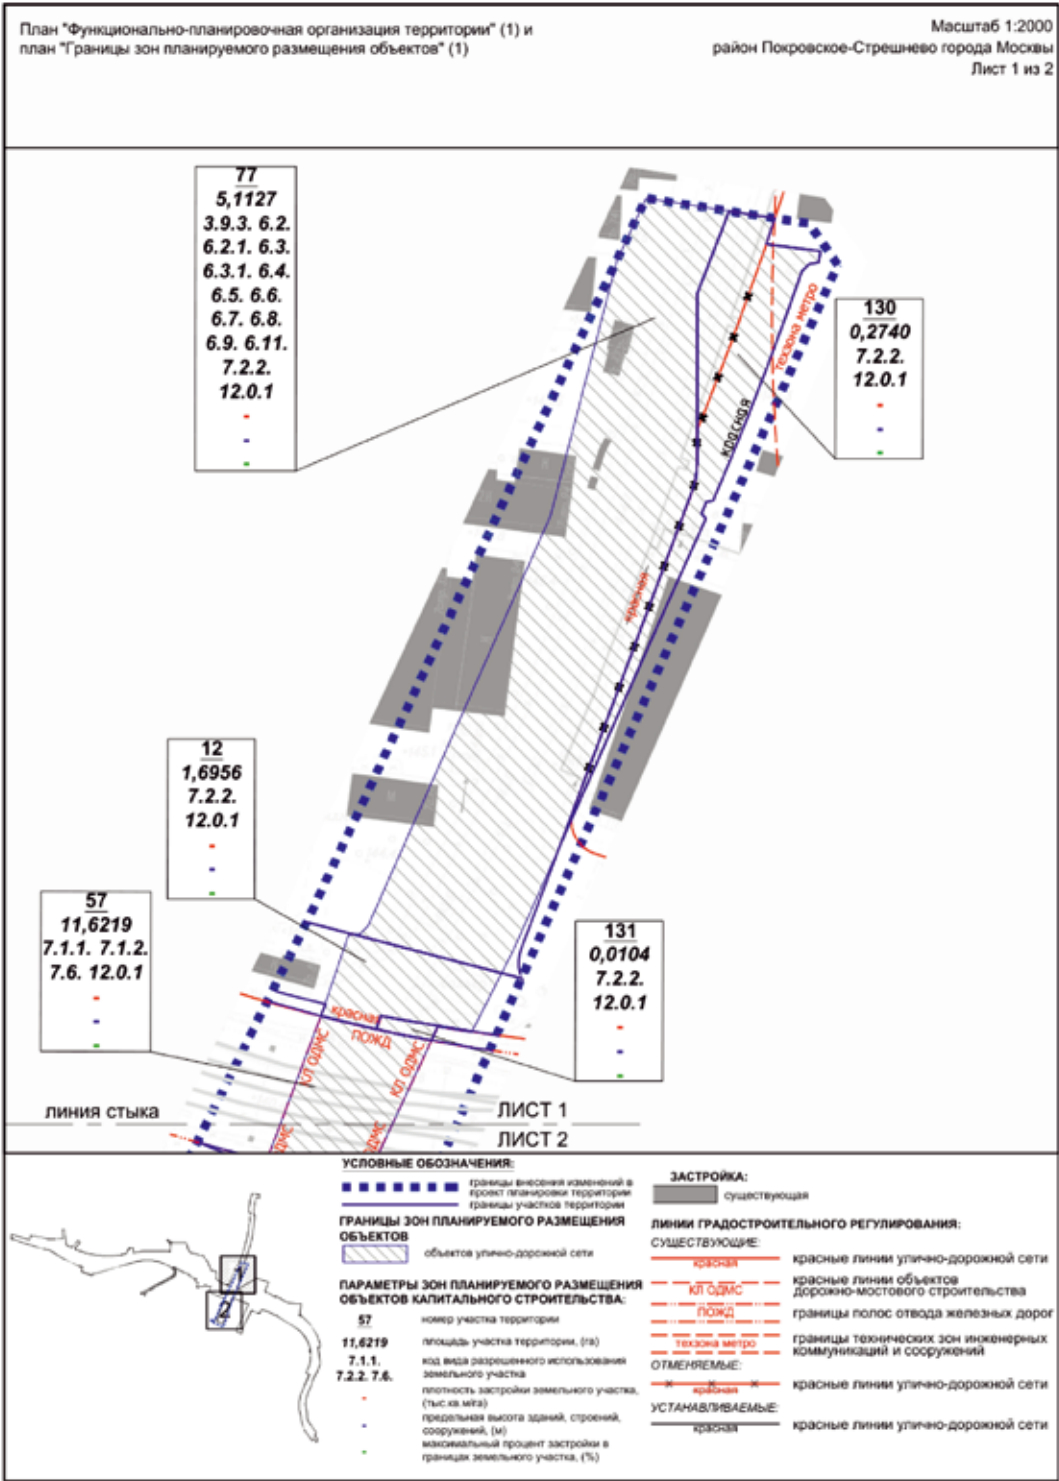 План "Функционально-планировочная организация территории" (1) и
план "Границы зон планируемого размещения объектов" (1)
Масштаб 1:2000
район Покровское-Стрешнево города Москвы
Лист 1 из 2
77
5,1127
3.9.3. 6.2.
6.2.1. 6.3.
6.3.1. 6.4.
6.5. 6.6.
6.7. 6.8.
6.9. 6.11.
7.2.2.
12.0.1
-
-
-
130
0,2740
7.2.2.
12.0.1
-
-
-
техзона метро
красная
красная
12
1,6956
7.2.2.
12.0.1
-
-
-
57
11,6219
7.1.1. 7.1.2.
7.6. 12.0.1
-
-
-
131
0,0104
7.2.2.
12.0.1
-
-
-
красная
ПОЖД
КЛ ОДМС
КЛ ОДМС
линия стыка
ЛИСТ 1
ЛИСТ 2
ОДМС
ОДМС
1
2
УСЛОВНЫЕ ОБОЗНАЧЕНИЯ:
границы внесения изменений в
проект планировки территории
границы участков территории
ГРАНИЦЫ ЗОН ПЛАНИРУЕМОГО РАЗМЕЩЕНИЯ
ОБЪЕКТОВ
объектов улично-дорожной сети
ПАРАМЕТРЫ ЗОН ПЛАНИРУЕМОГО РАЗМЕЩЕНИЯ
ОБЪЕКТОВ КАПИТАЛЬНОГО СТРОИТЕЛЬСТВА:
57 номер участка территории
11,6219 площадь участка территории, (га)
7.1.1. код вида разрешенного использования
7.2.2. 7.6. земельного участка
- плотность застройки земельного участка,
(тыс.кв.м/га)
- предельная высота зданий, строений,
сооружений, (м)
- максимальный процент застройки в
границах земельного участка, (%)
ЗАСТРОЙКА:
существующая
ЛИНИИ ГРАДОСТРОИТЕЛЬНОГО РЕГУЛИРОВАНИЯ:
СУЩЕСТВУЮЩИЕ:
красная красные линии улично-дорожной сети
КЛ ОДМС красные линии объектов
дорожно-мостового строительства
ПОЖД границы полос отвода железных дорог
техзона метро границы технических зон инженерных
коммуникаций и сооружений
ОТМЕНЯЕМЫЕ:
красная красные линии улично-дорожной сети
УСТАНАВЛИВАЕМЫЕ:
красная красные линии улично-дорожной сети